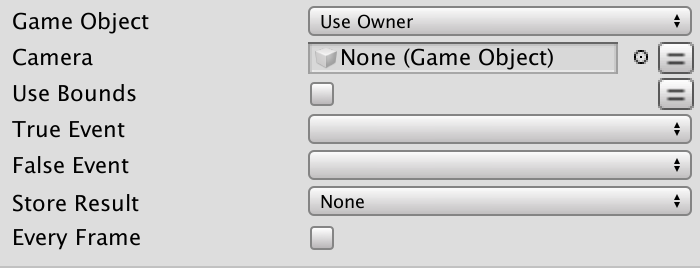 Game Object Use Owner
Camera None (Game Object)
Use Bounds
True Event
False Event
Store Result None
Every Frame